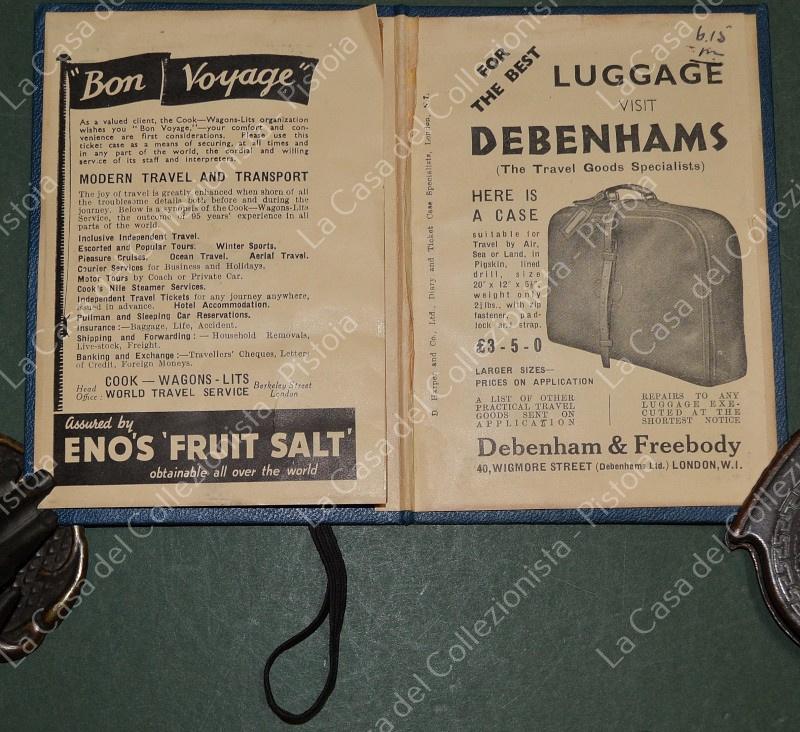 "Bon Voyage"
As a valued client, the Cook—Wagons-Lits organization
wishes you "Bon Voyage,"—your comfort and con-
venience are first considerations. Please use this
ticket case as a means of securing, at all times and
in any part of the world, the cordial and willing
service of its staff and interpreters.
MODERN TRAVEL AND TRANSPORT
The joy of travel is greatly enhanced when shorn of all
the troublesome details both before and during the
journey. Below is a synopsis of the Cook—Wagons-Lits
Service, the outcome of 95 years' experience in all
parts of the world.
Inclusive Independent Travel.
Escorted and Popular Tours. Winter Sports.
Pleasure Cruises. Ocean Travel. Aerial Travel.
Courier Services for Business and Holidays.
Motor Tours by Coach or Private Car.
Cook's Nile Steamer Services.
Independent Travel Tickets for any journey anywhere,
issued in advance. Hotel Accommodation.
Pullman and Sleeping Car Reservations.
Insurance:—Baggage, Life, Accident.
Shipping and Forwarding:—Household Removals,
Live-stock, Freight.
Banking and Exchange:—Travellers' Cheques, Letters
of Credit, Foreign Moneys.
Head Office: COOK — WAGONS-LITS
WORLD TRAVEL SERVICE Berkeley Street London
Assured by
ENO'S 'FRUIT SALT'
obtainable all over the world
D. Harper and Co., Ltd., Diary and Ticket Case Specialists, London, N.7.
6.15
FOR
THE BEST
LUGGAGE
VISIT
DEBENHAMS
(The Travel Goods Specialists)
HERE IS
A CASE
suitable for
Travel by Air,
Sea or Land, in
Pigskin, lined
drill, size
20" x 12" x
weight only
2½lbs., with zip
fastener, pad-
lock and strap.
£3-5-0
LARGER SIZES—
PRICES ON APPLICATION
A LIST OF OTHER
PRACTICAL TRAVEL
GOODS SENT ON
APPLICATION
REPAIRS TO ANY
LUGGAGE EXE-
CUTED AT THE
SHORTEST NOTICE
Debenham & Freebody
40, WIGMORE STREET (Debenhams Ltd.) LONDON, W.I.
La Casa del Collezionista - Pistoia